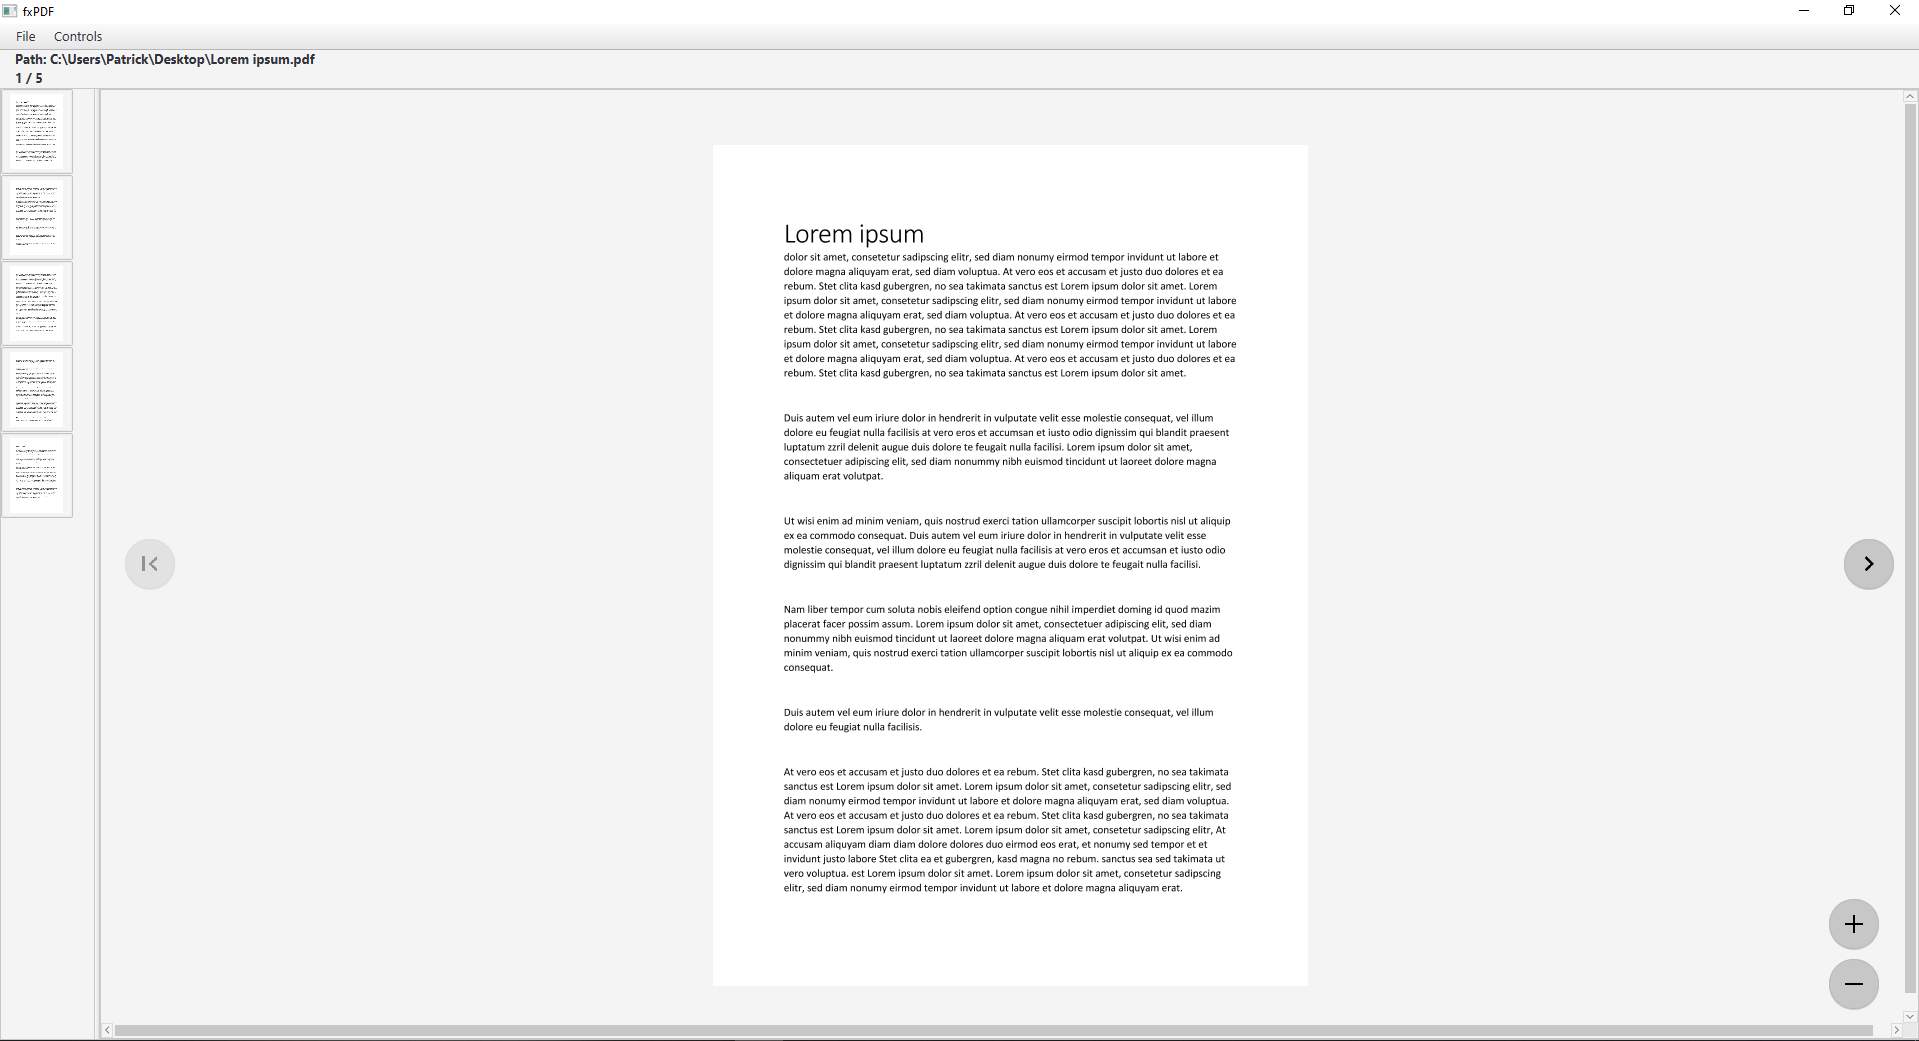 fxPDF
File Controls
Path: C:\Users\Patrick\Desktop\Lorem ipsum.pdf
1 / 5
Lorem ipsum
dolor sit amet, consetetur sadipscing elitr, sed diam nonumy eirmod tempor invidunt ut labore et
dolore magna aliquyam erat, sed diam voluptua. At vero eos et accusam et justo duo dolores et ea
rebum. Stet clita kasd gubergren, no sea takimata sanctus est Lorem ipsum dolor sit amet. Lorem
ipsum dolor sit amet, consetetur sadipscing elitr, sed diam nonumy eirmod tempor invidunt ut labore
et dolore magna aliquyam erat, sed diam voluptua. At vero eos et accusam et justo duo dolores et ea
rebum. Stet clita kasd gubergren, no sea takimata sanctus est Lorem ipsum dolor sit amet. Lorem
ipsum dolor sit amet, consetetur sadipscing elitr, sed diam nonumy eirmod tempor invidunt ut labore
et dolore magna aliquyam erat, sed diam voluptua. At vero eos et accusam et justo duo dolores et ea
rebum. Stet clita kasd gubergren, no sea takimata sanctus est Lorem ipsum dolor sit amet.
Duis autem vel eum iriure dolor in hendrerit in vulputate velit esse molestie consequat, vel illum
dolore eu feugiat nulla facilisis at vero eros et accumsan et iusto odio dignissim qui blandit praesent
luptatum zzril delenit augue duis dolore te feugait nulla facilisi. Lorem ipsum dolor sit amet,
consectetuer adipiscing elit, sed diam nonummy nibh euismod tincidunt ut laoreet dolore magna
aliquam erat volutpat.
Ut wisi enim ad minim veniam, quis nostrud exerci tation ullamcorper suscipit lobortis nisl ut aliquip
ex ea commodo consequat. Duis autem vel eum iriure dolor in hendrerit in vulputate velit esse
molestie consequat, vel illum dolore eu feugiat nulla facilisis at vero eros et accumsan et iusto odio
dignissim qui blandit praesent luptatum zzril delenit augue duis dolore te feugait nulla facilisi.
Nam liber tempor cum soluta nobis eleifend option congue nihil imperdiet doming id quod mazim
placerat facer possim assum. Lorem ipsum dolor sit amet, consectetuer adipiscing elit, sed diam
nonummy nibh euismod tincidunt ut laoreet dolore magna aliquam erat volutpat. Ut wisi enim ad
minim veniam, quis nostrud exerci tation ullamcorper suscipit lobortis nisl ut aliquip ex ea commodo
consequat.
Duis autem vel eum iriure dolor in hendrerit in vulputate velit esse molestie consequat, vel illum
dolore eu feugiat nulla facilisis.
At vero eos et accusam et justo duo dolores et ea rebum. Stet clita kasd gubergren, no sea takimata
sanctus est Lorem ipsum dolor sit amet. Lorem ipsum dolor sit amet, consetetur sadipscing elitr, sed
diam nonumy eirmod tempor invidunt ut labore et dolore magna aliquyam erat, sed diam voluptua.
At vero eos et accusam et justo duo dolores et ea rebum. Stet clita kasd gubergren, no sea takimata
sanctus est Lorem ipsum dolor sit amet. Lorem ipsum dolor sit amet, consetetur sadipscing elitr, At
accusam aliquyam diam diam dolore dolores duo eirmod eos erat, et nonumy sed tempor et et
invidunt justo labore Stet clita ea et gubergren, kasd magna no rebum. sanctus sea sed takimata ut
vero voluptua. est Lorem ipsum dolor sit amet. Lorem ipsum dolor sit amet, consetetur sadipscing
elitr, sed diam nonumy eirmod tempor invidunt ut labore et dolore magna aliquyam erat.